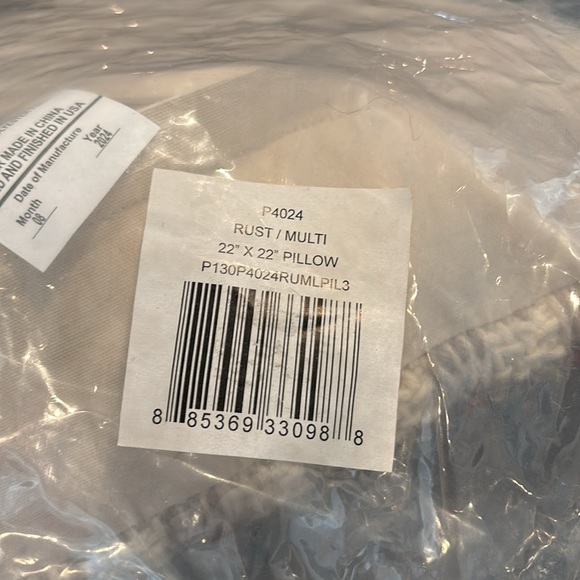 MADE IN CHINA
AND FINISHED IN USA
Date of Manufacture
Month Year
08 2024
P4024
RUST / MULTI
22" X 22" PILLOW
P130P4024RUMLPIL3
8 85369 33098 8